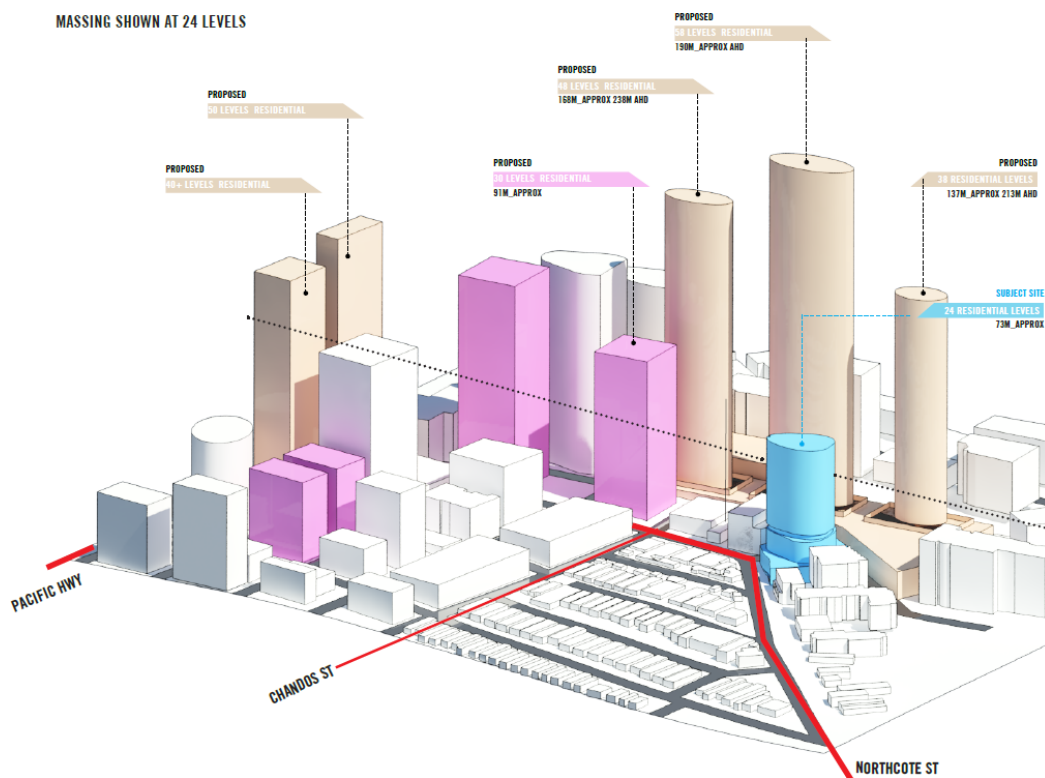 MASSING SHOWN AT 24 LEVELS
PROPOSED
50 LEVELS RESIDENTIAL
190M_APPROX AHD
PROPOSED
48 LEVELS RESIDENTIAL
168M_APPROX 238M AHD
PROPOSED
50 LEVELS RESIDENTIAL
PROPOSED
40+ LEVELS RESIDENTIAL
PROPOSED
30 LEVELS RESIDENTIAL
91M_APPROX
PROPOSED
38 RESIDENTIAL LEVELS
137M_APPROX 213M AHD
SUBJECT SITE
24 RESIDENTIAL LEVELS
73M_APPROX
PACIFIC HWY
CHANDOS ST
NORTHCOTE ST